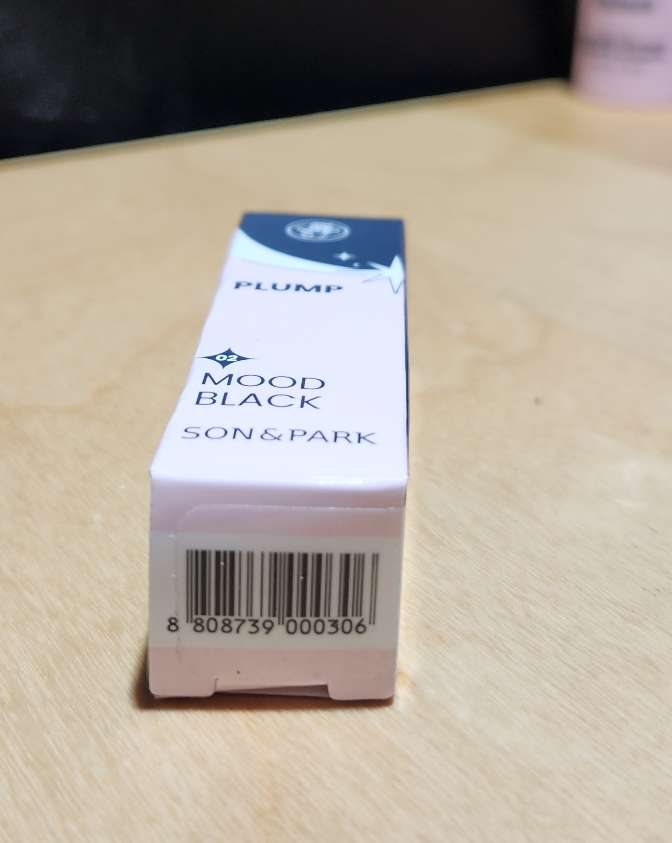 PLUMP
02
MOOD
BLACK
SON&PARK
8 808739 000306